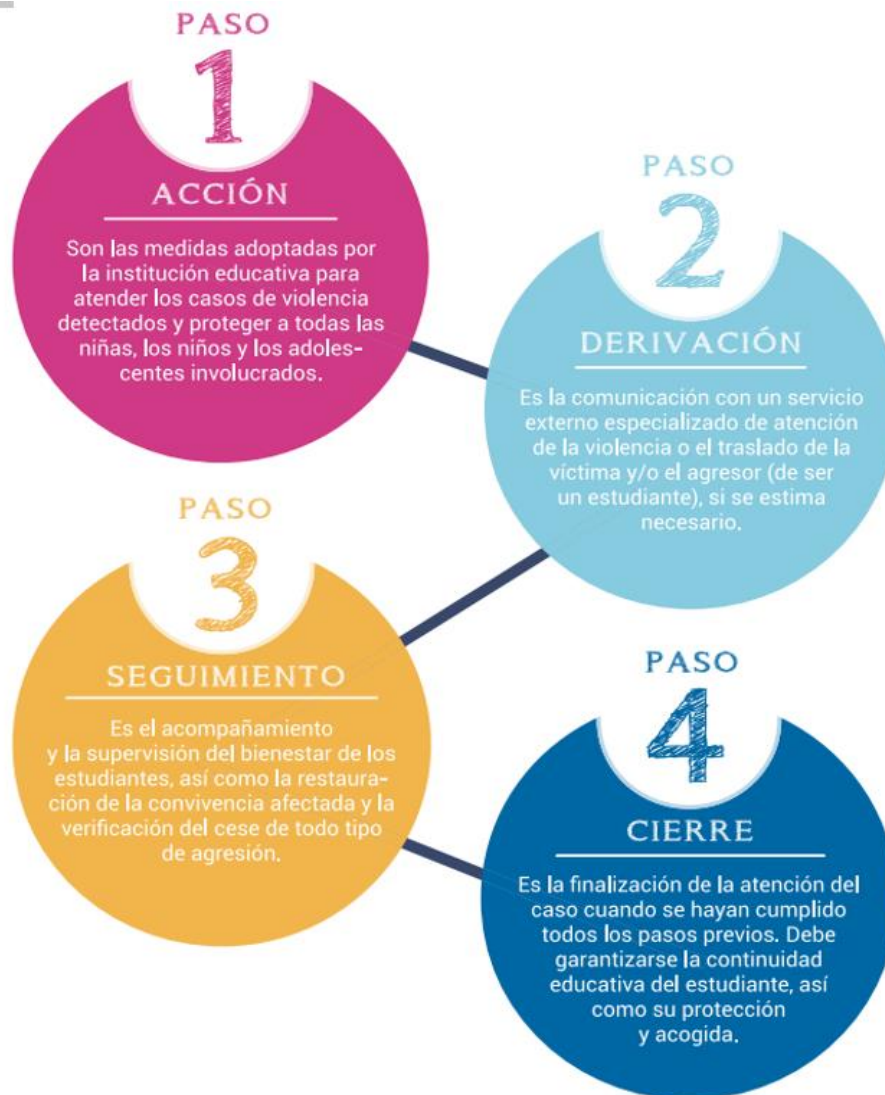 PASO
1
ACCIÓN
Son las medidas adoptadas por
la institución educativa para
atender los casos de violencia
detectados y proteger a todas las
niñas, los niños y los adoles-
centes involucrados.
PASO
2
DERIVACIÓN
Es la comunicación con un servicio
externo especializado de atención
de la violencia o el traslado de la
víctima y/o el agresor (de ser
un estudiante), si se estima
necesario.
PASO
3
SEGUIMIENTO
Es el acompañamiento
y la supervisión del bienestar de los
estudiantes, así como la restaura-
ción de la convivencia afectada y la
verificación del cese de todo tipo
de agresión.
PASO
4
CIERRE
Es la finalización de la atención del
caso cuando se hayan cumplido
todos los pasos previos. Debe
garantizarse la continuidad
educativa del estudiante, así
como su protección
y acogida.